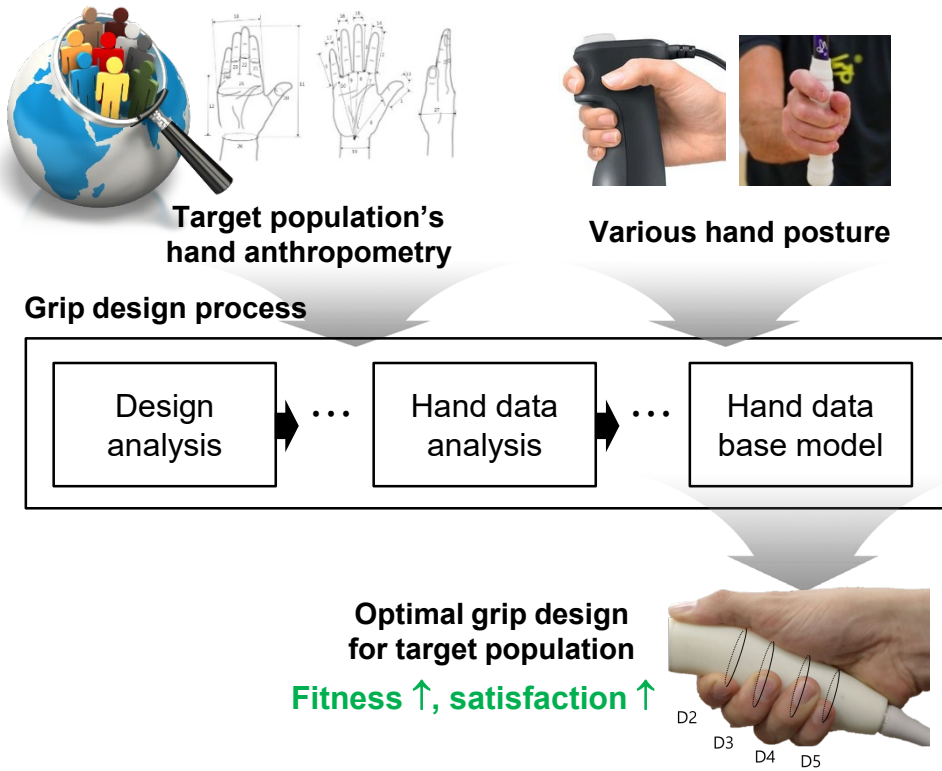 Target population's
hand anthropometry
Various hand posture
Grip design process
Design
analysis
...
Hand data
analysis
...
Hand data
base model
Optimal grip design
for target population
Fitness ↑, satisfaction ↑
D2
D3
D4
D5